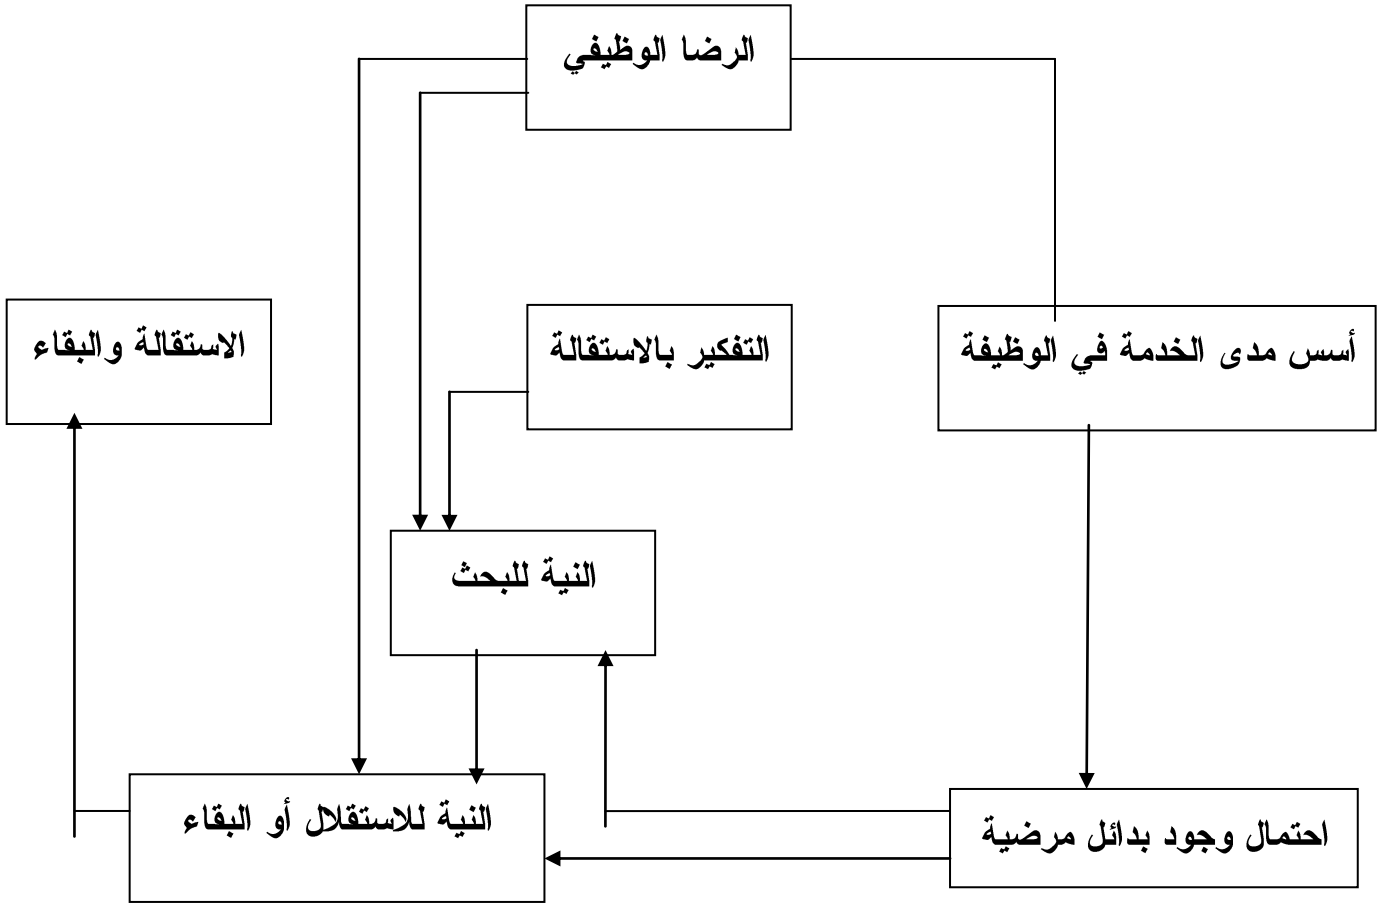 الرضا الوظيفي
أسس مدى الخدمة في الوظيفة
التفكير بالاستقالة
الاستقالة والبقاء
النية للبحث
احتمال وجود بدائل مرضية
النية للاستقلال أو البقاء